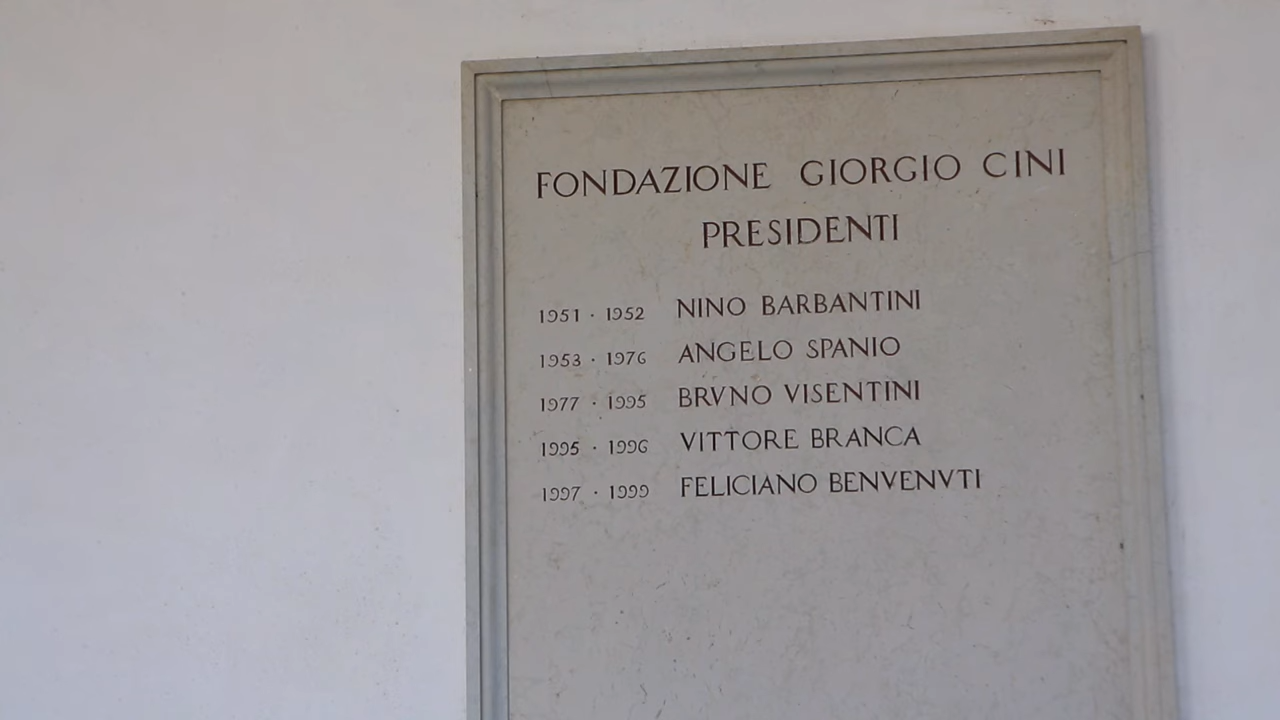 FONDAZIONE GIORGIO CINI
PRESIDENTI
1951 · 1952 NINO BARBANTINI
1953 · 1976 ANGELO SPANIO
1977 · 1995 BRVNO VISENTINI
1995 · 1996 VITTORE BRANCA
1997 · 1999 FELICIANO BENVENVTI